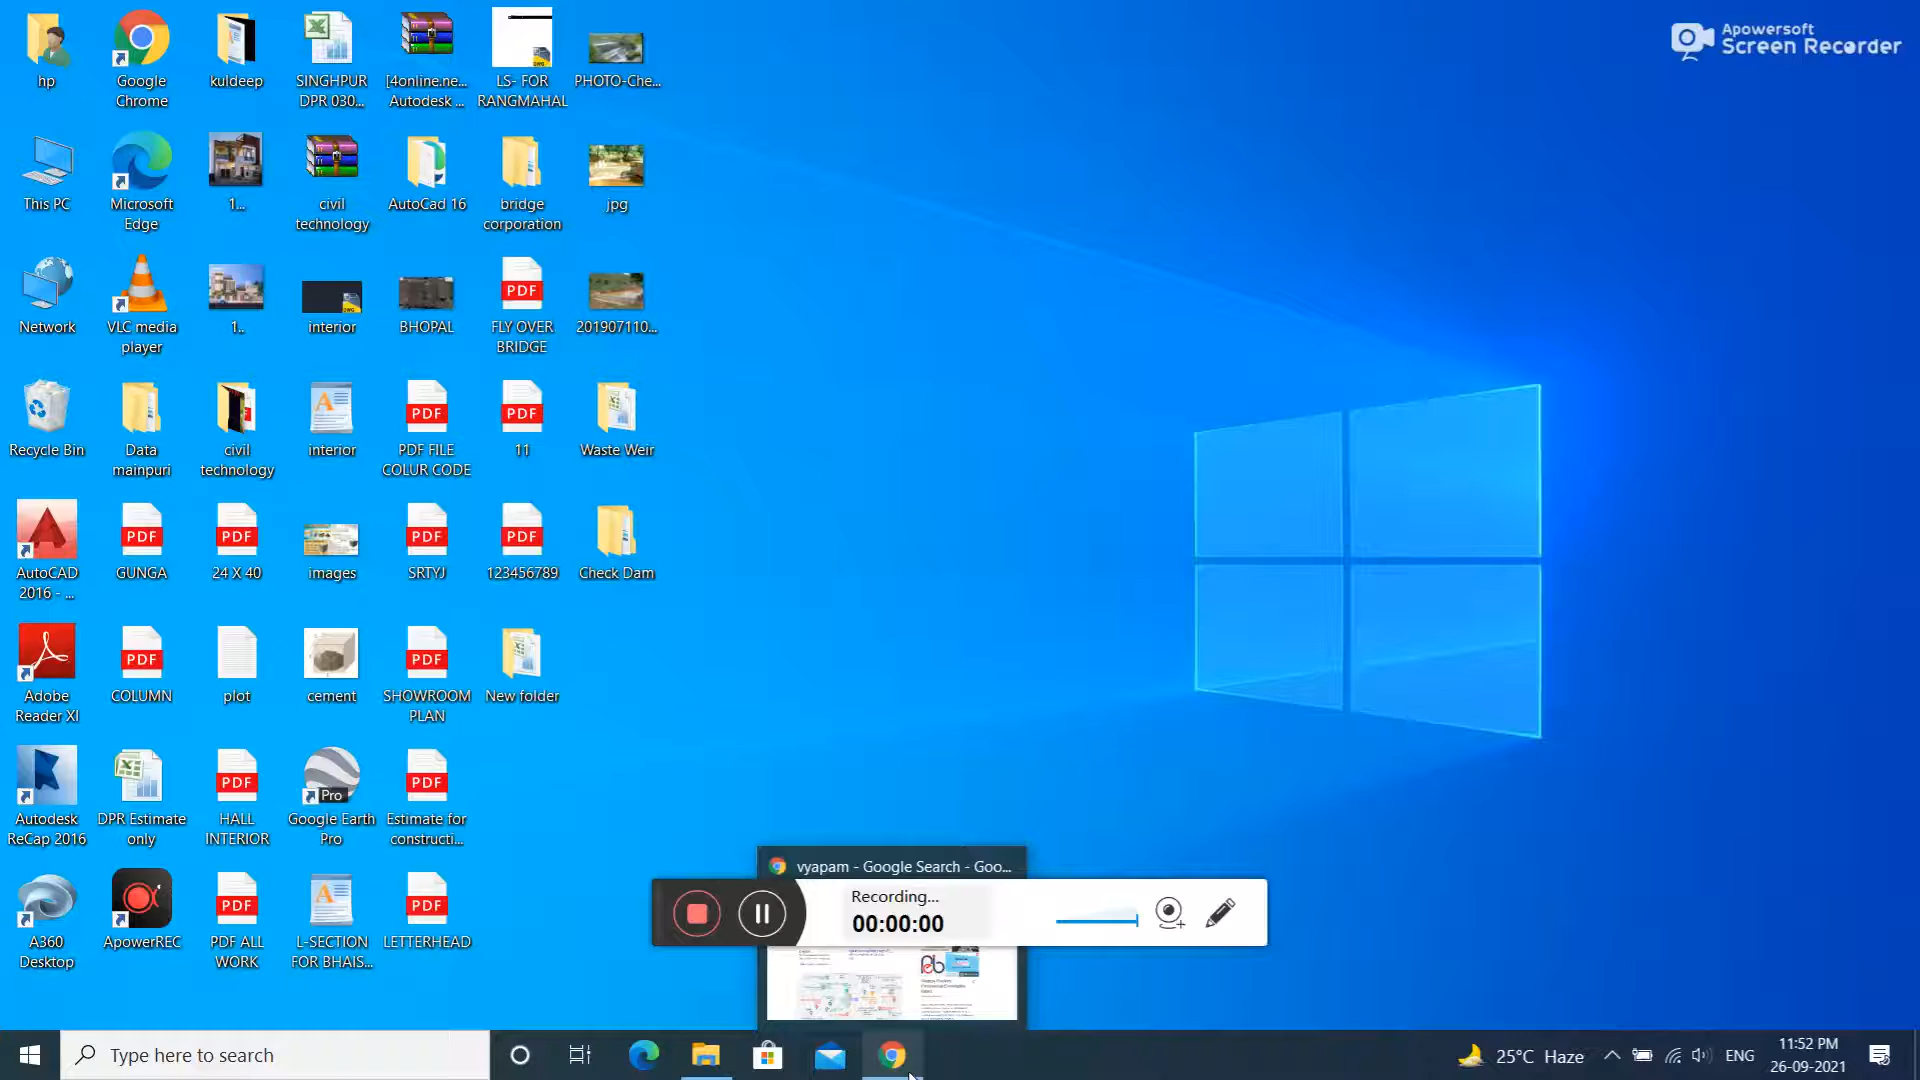 Apowersoft
Screen Recorder
hp
Google
Chrome
kuldeep
SINGHPUR
DPR 030...
[4online.ne...
Autodesk ...
LS- FOR
RANGMAHAL
PHOTO-Che...
This PC
Microsoft
Edge
1...
civil
technology
AutoCad 16
bridge
corporation
jpg
Network
VLC media
player
1..
interior
BHOPAL
PDF
FLY OVER
BRIDGE
201907110...
Recycle Bin
Data
mainpuri
civil
technology
interior
PDF
PDF FILE
COLUR CODE
PDF
11
Waste Weir
AutoCAD
2016 - ...
PDF
GUNGA
PDF
24 X 40
images
PDF
SRTYJ
PDF
123456789
Check Dam
Adobe
Reader XI
PDF
COLUMN
plot
cement
PDF
SHOWROOM
PLAN
New folder
Autodesk
ReCap 2016
DPR Estimate
only
PDF
HALL
INTERIOR
Pro
Google Earth
Pro
PDF
Estimate for
constructi...
A360
Desktop
ApowerREC
PDF
PDF ALL
WORK
L-SECTION
FOR BHAIS...
PDF
LETTERHEAD
vyapam - Google Search - Goo...
Recording...
00:00:00
Type here to search
25°C Haze
ENG
11:52 PM
26-09-2021